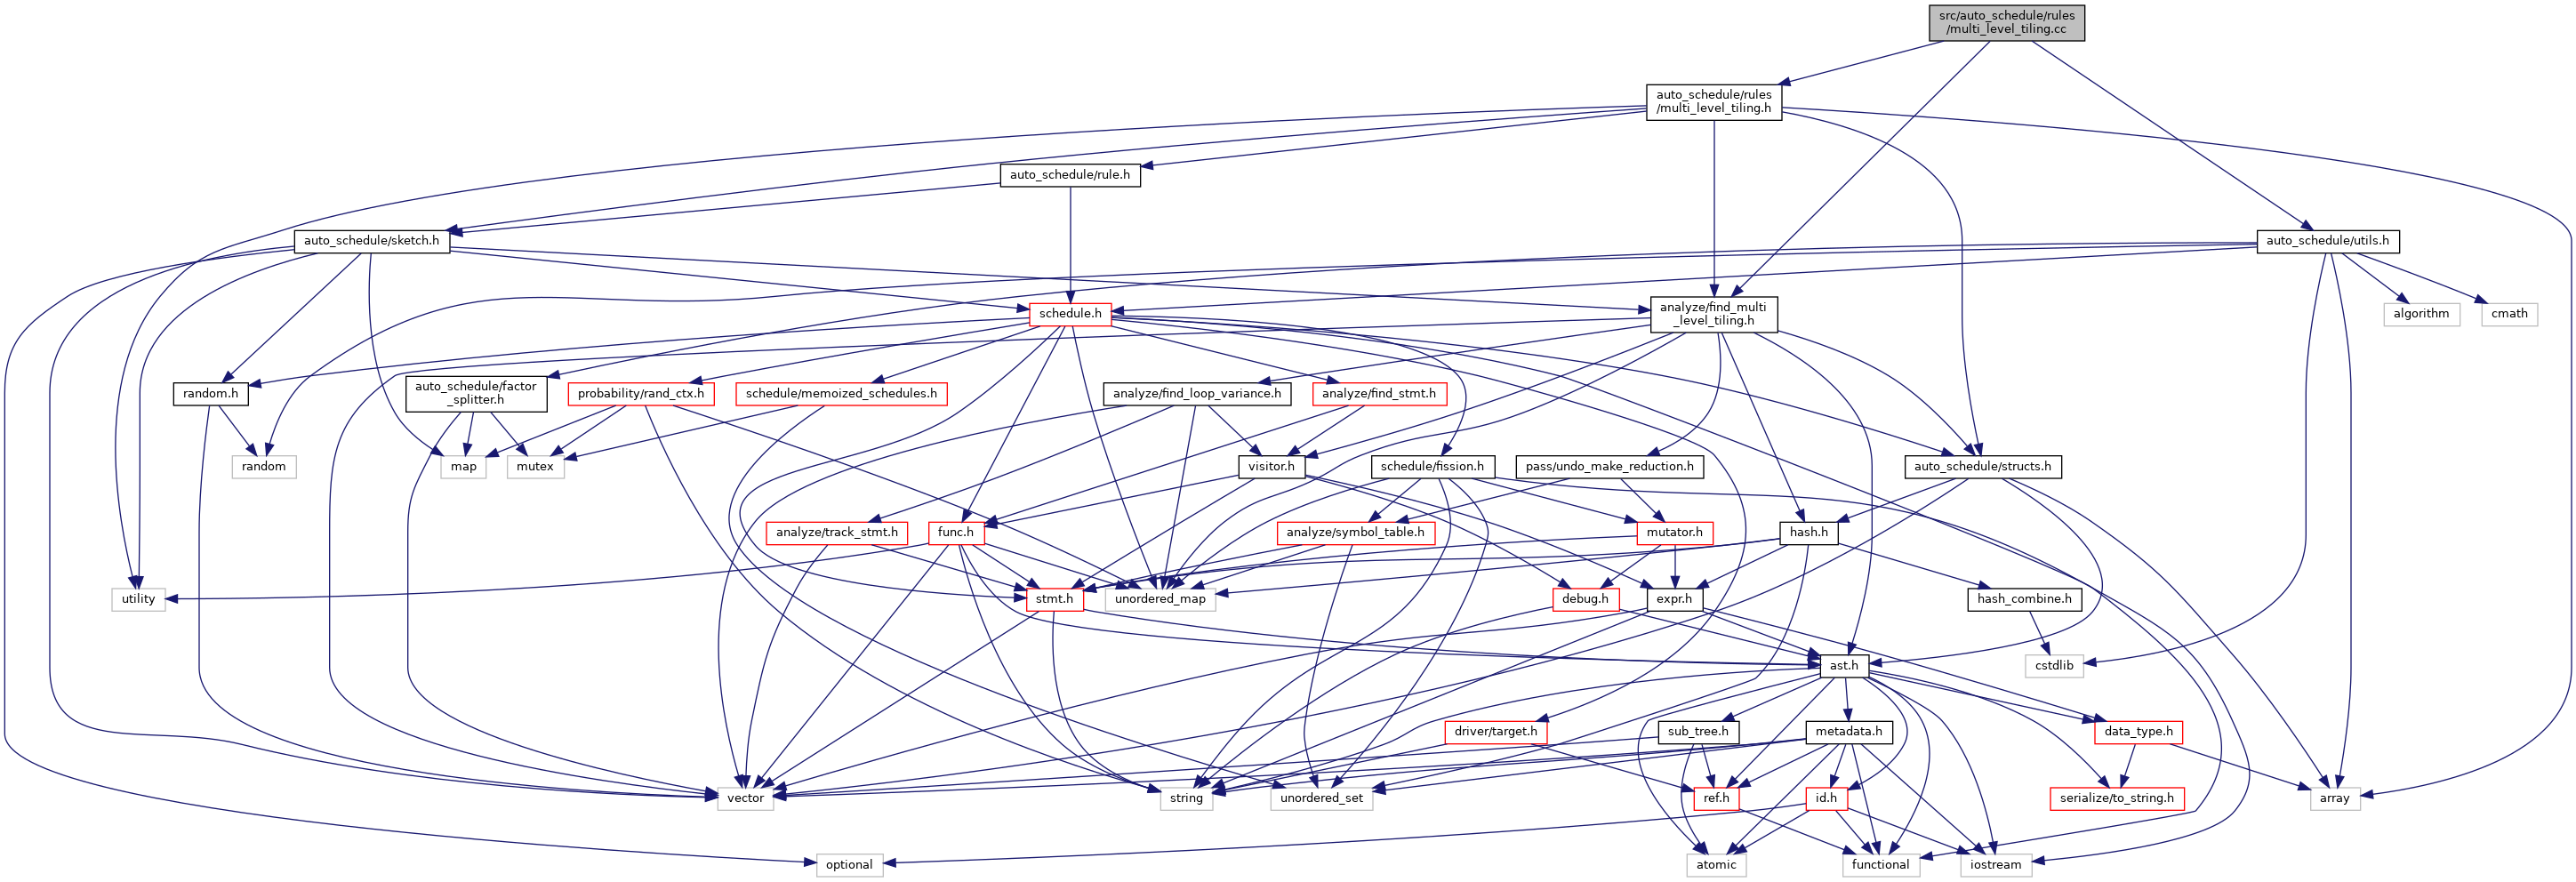 src/auto_schedule/rules
/multi_level_tiling.cc
auto_schedule/rules
/multi_level_tiling.h
auto_schedule/rule.h
auto_schedule/sketch.h
auto_schedule/utils.h
schedule.h
analyze/find_multi
_level_tiling.h
algorithm
cmath
random.h
auto_schedule/factor
_splitter.h
probability/rand_ctx.h
schedule/memoized_schedules.h
analyze/find_loop_variance.h
analyze/find_stmt.h
random
map
mutex
visitor.h
schedule/fission.h
pass/undo_make_reduction.h
auto_schedule/structs.h
analyze/track_stmt.h
func.h
analyze/symbol_table.h
mutator.h
hash.h
utility
stmt.h
unordered_map
debug.h
expr.h
hash_combine.h
ast.h
cstdlib
driver/target.h
sub_tree.h
metadata.h
data_type.h
vector
string
unordered_set
ref.h
id.h
serialize/to_string.h
array
optional
atomic
functional
iostream